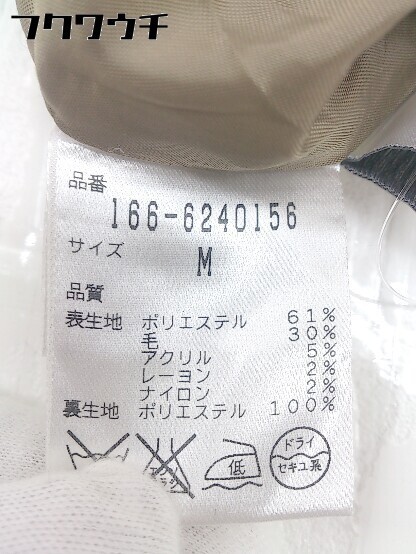 フクワウチ
品番
166-6240156
サイズ
M
品質
表生地 ポリエステル 61%
毛 30%
アクリル 5%
レーヨン 2%
ナイロン 2%
裏生地 ポリエステル 100%
低
ドライ
セキユ系